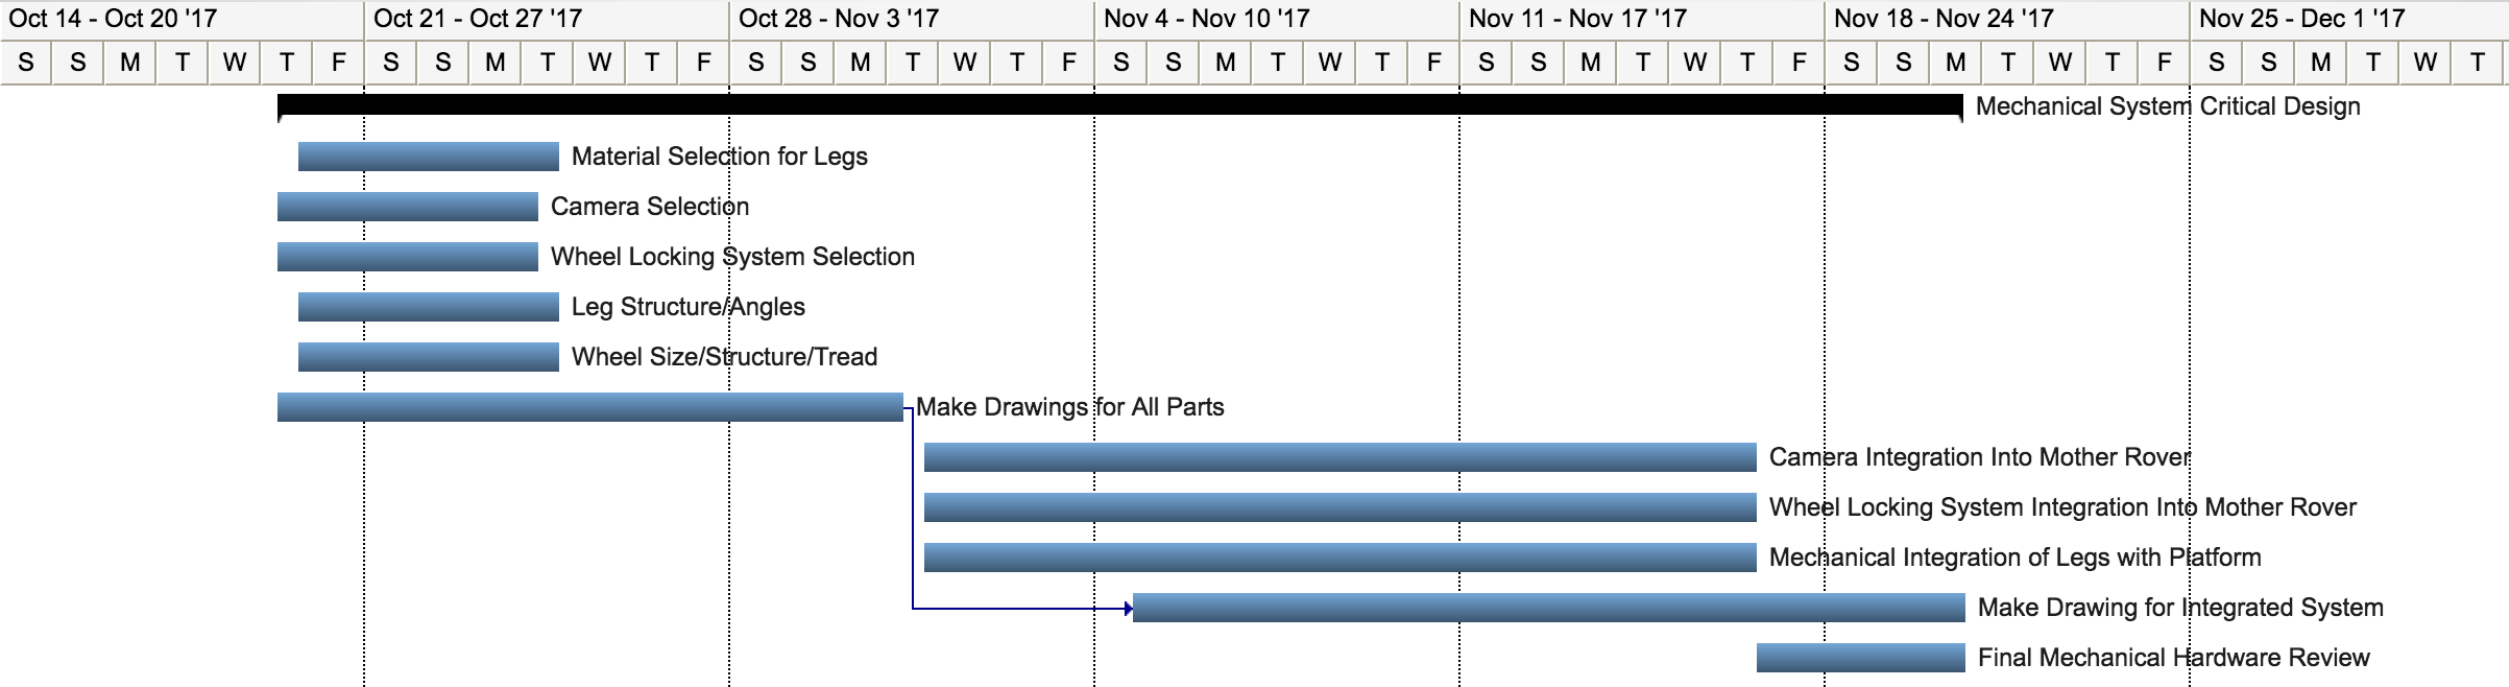 Oct 14 - Oct 20 '17 Oct 21 - Oct 27 '17 Oct 28 - Nov 3 '17 Nov 4 - Nov 10 '17 Nov 11 - Nov 17 '17 Nov 18 - Nov 24 '17 Nov 25 - Dec 1 '17
S S M T W T F S S M T W T F S S M T W T F S S M T W T F S S M T W T F S S M T W T F S S M T W T
Mechanical System Critical Design
Material Selection for Legs
Camera Selection
Wheel Locking System Selection
Leg Structure/Angles
Wheel Size/Structure/Tread
Make Drawings for All Parts
Camera Integration Into Mother Rover
Wheel Locking System Integration Into Mother Rover
Mechanical Integration of Legs with Platform
Make Drawing for Integrated System
Final Mechanical Hardware Review